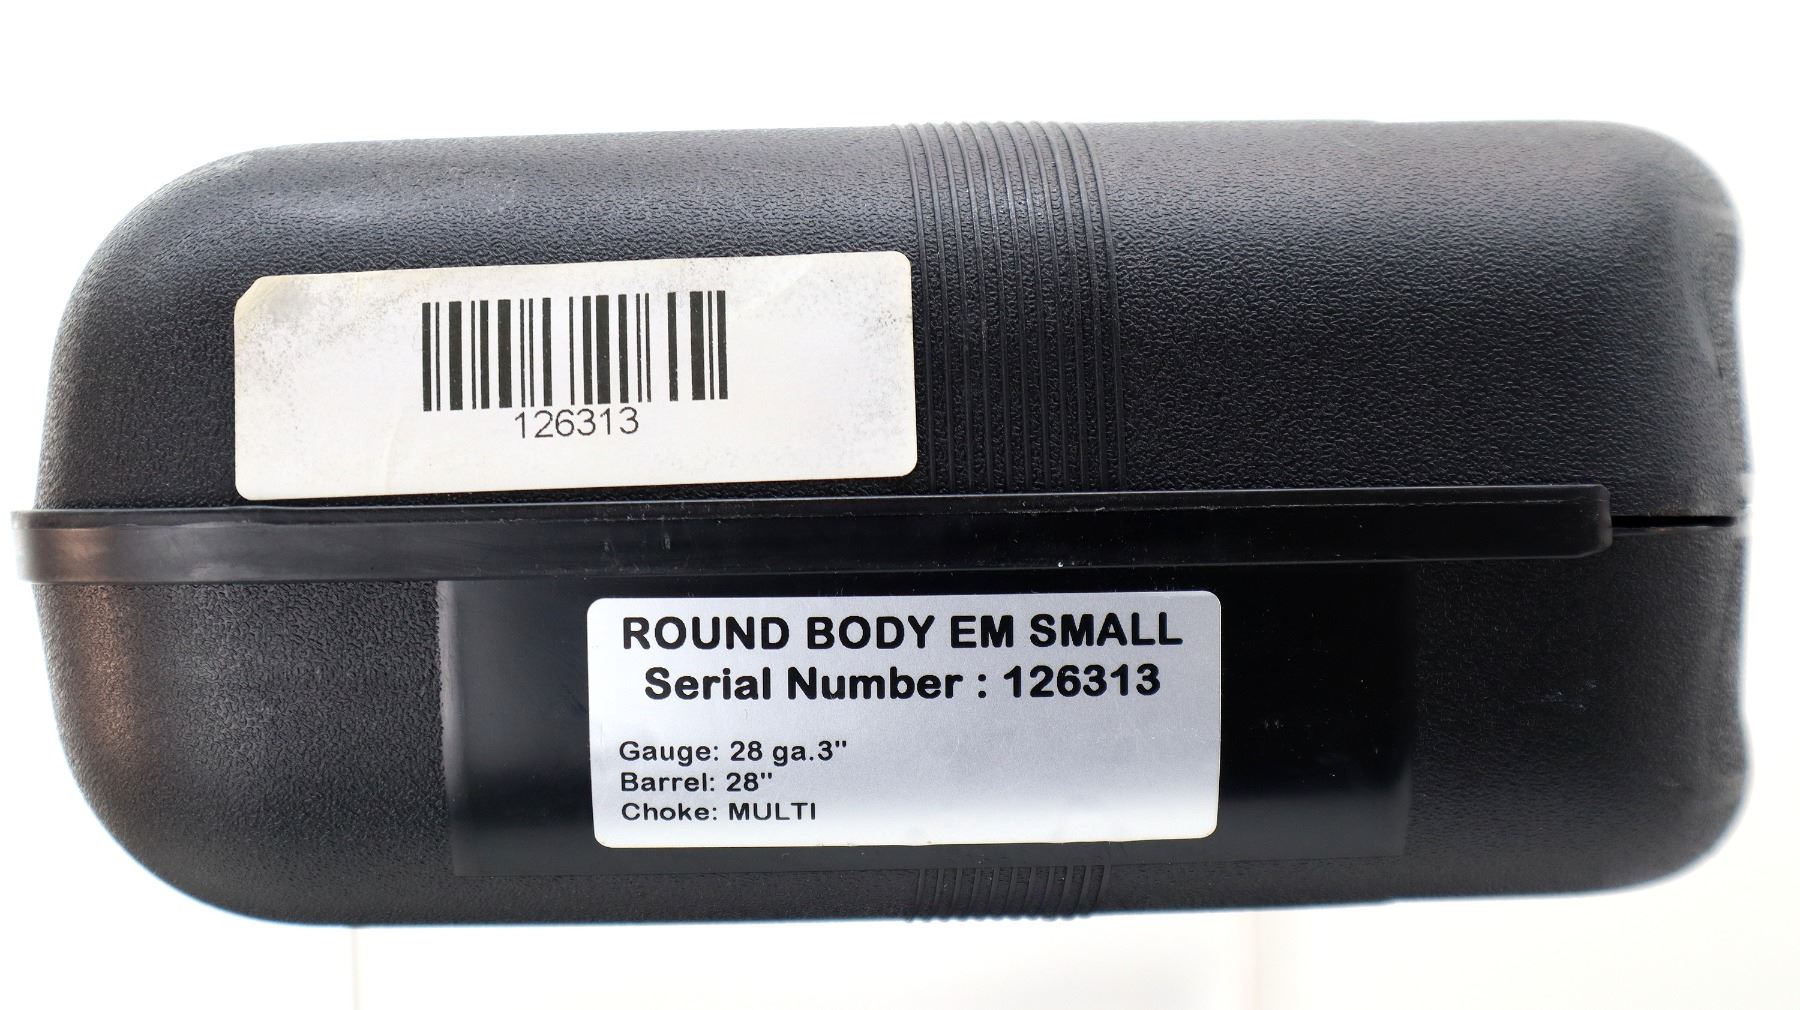 126313
ROUND BODY EM SMALL
Serial Number : 126313
Gauge: 28 ga.3"
Barrel: 28"
Choke: MULTI